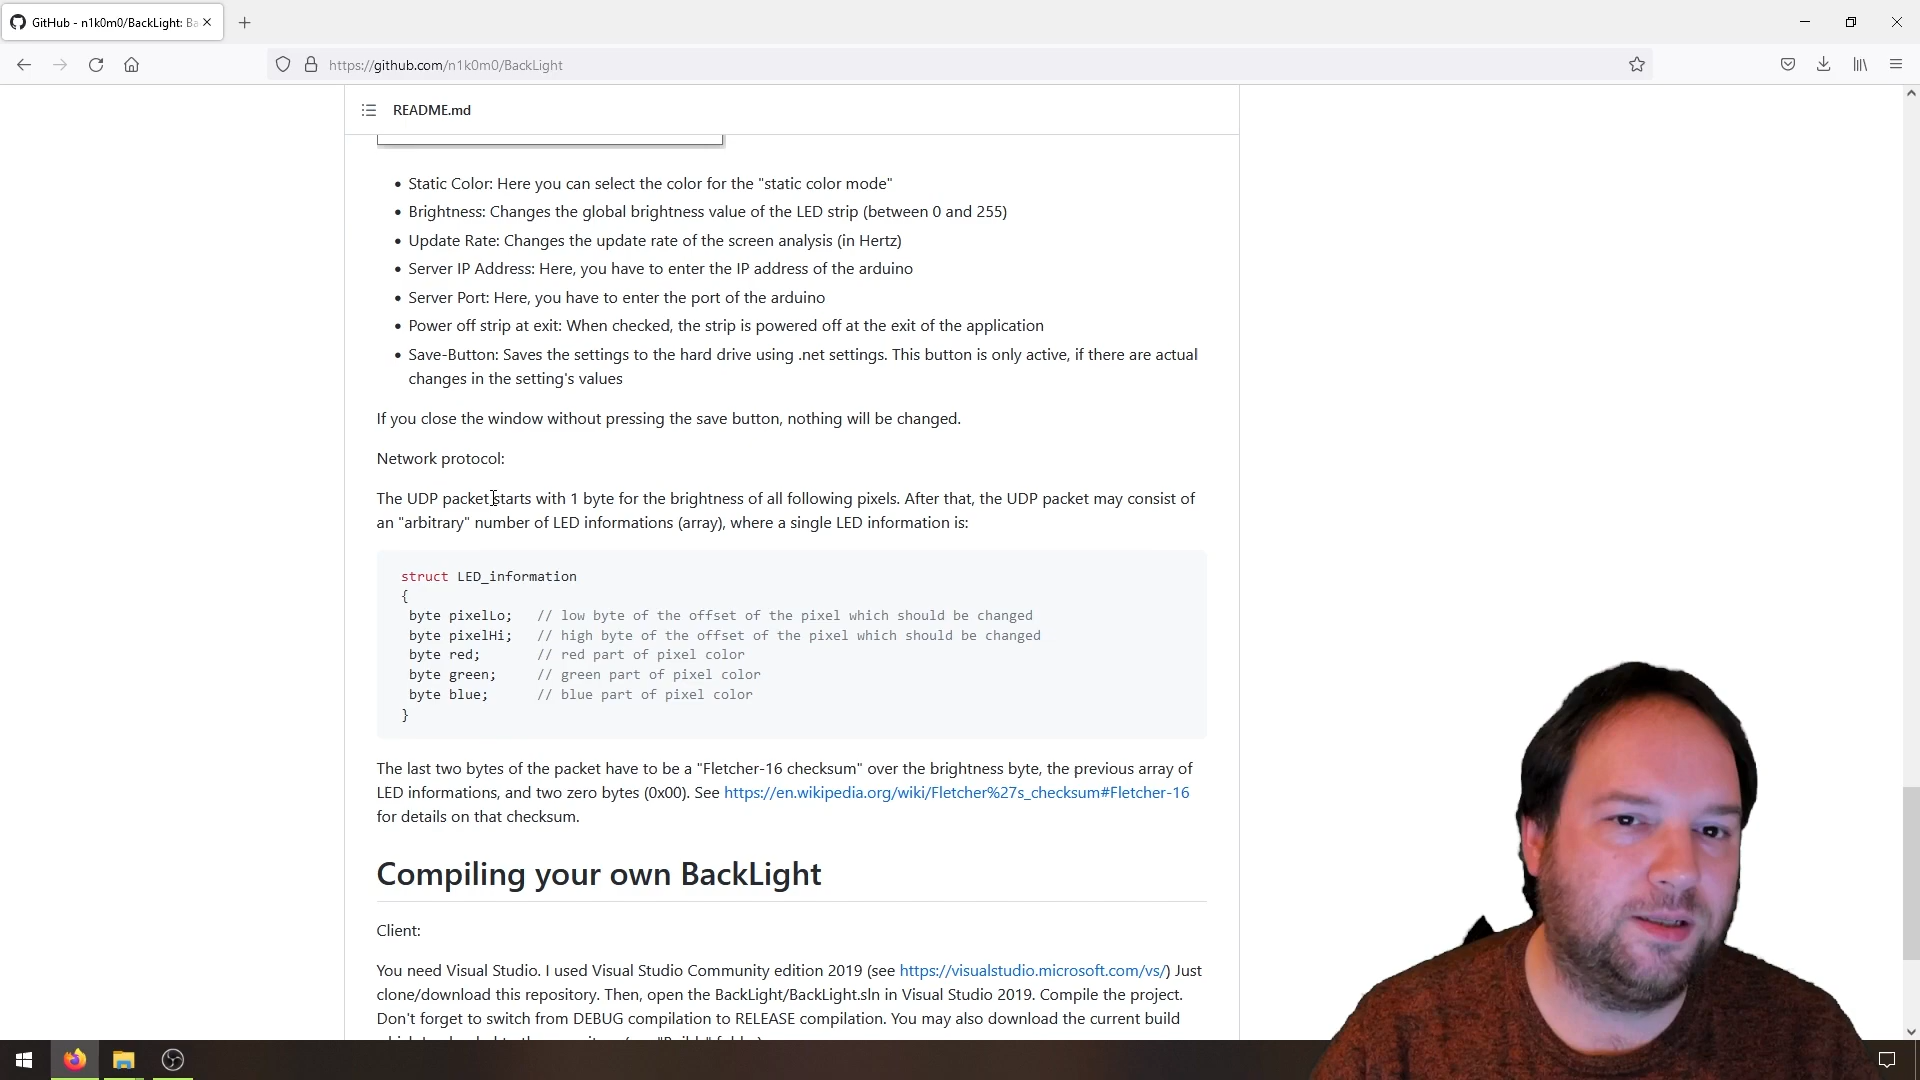 GitHub - n1k0m0/BackLight: Ba
https://github.com/n1k0m0/BackLight
README.md
• Static Color: Here you can select the color for the "static color mode"
• Brightness: Changes the global brightness value of the LED strip (between 0 and 255)
• Update Rate: Changes the update rate of the screen analysis (in Hertz)
• Server IP Address: Here, you have to enter the IP address of the arduino
• Server Port: Here, you have to enter the port of the arduino
• Power off strip at exit: When checked, the strip is powered off at the exit of the application
• Save-Button: Saves the settings to the hard drive using .net settings. This button is only active, if there are actual
changes in the setting's values
If you close the window without pressing the save button, nothing will be changed.
Network protocol:
The UDP packet starts with 1 byte for the brightness of all following pixels. After that, the UDP packet may consist of
an "arbitrary" number of LED informations (array), where a single LED information is:
struct LED_information
{
byte pixelLo;   // low byte of the offset of the pixel which should be changed
byte pixelHi;   // high byte of the offset of the pixel which should be changed
byte red;       // red part of pixel color
byte green;     // green part of pixel color
byte blue;      // blue part of pixel color
}
The last two bytes of the packet have to be a "Fletcher-16 checksum" over the brightness byte, the previous array of
LED informations, and two zero bytes (0x00). See https://en.wikipedia.org/wiki/Fletcher%27s_checksum#Fletcher-16
for details on that checksum.
Compiling your own BackLight
Client:
You need Visual Studio. I used Visual Studio Community edition 2019 (see https://visualstudio.microsoft.com/vs/) Just
clone/download this repository. Then, open the BackLight/BackLight.sln in Visual Studio 2019. Compile the project.
Don't forget to switch from DEBUG compilation to RELEASE compilation. You may also download the current build